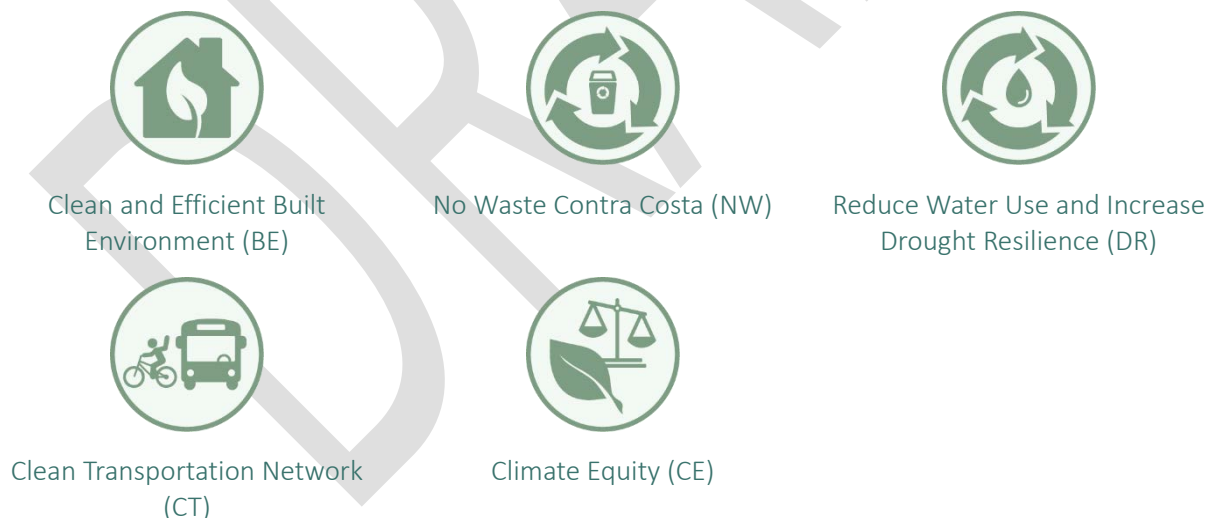 Clean and Efficient Built
Environment (BE)
No Waste Contra Costa (NW)
Reduce Water Use and Increase
Drought Resilience (DR)
Clean Transportation Network
(CT)
Climate Equity (CE)